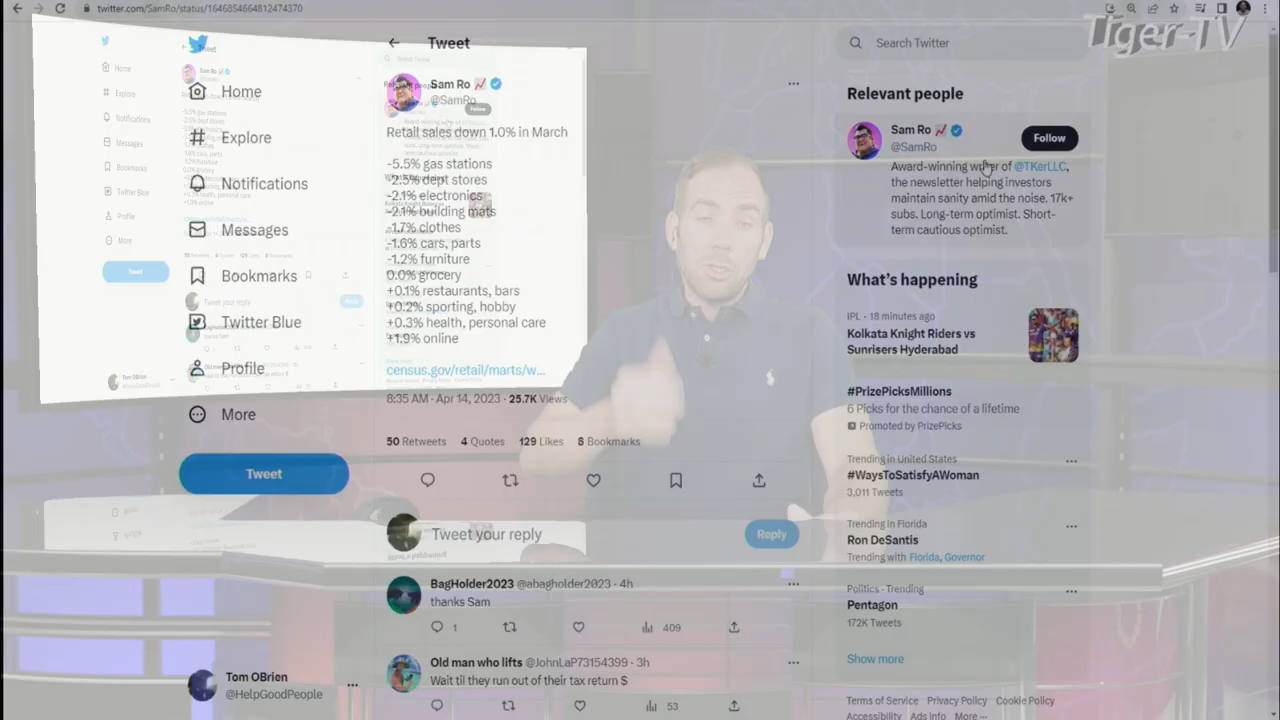 twitter.com/SamRo/status/1646854664812474370
Tiger-TV
Home
Explore
Notifications
Messages
Bookmarks
Twitter Blue
Profile
More
Tweet
Tom OBrien
@HelpGoodPeople
Tweet
Sam Ro
@SamRo
Retail sales down 1.0% in March
-5.5% gas stations
-2.5% dept stores
-2.1% electronics
-2.1% building mats
-1.7% clothes
-1.6% cars, parts
-1.2% furniture
0.0% grocery
+0.1% restaurants, bars
+0.2% sporting, hobby
+0.3% health, personal care
+1.9% online
census.gov/retail/marts/w...
8:35 AM · Apr 14, 2023 · 25.7K Views
50 Retweets 4 Quotes 129 Likes 8 Bookmarks
Tweet your reply
Reply
BagHolder2023 @abagholder2023 · 4h
thanks Sam
1 409
Old man who lifts @JohnLaP73154399 · 3h
Wait til they run out of their tax return $
53
Search Twitter
Relevant people
Sam Ro
@SamRo
Follow
Award-winning writer of @TKerLLC,
the newsletter helping investors
maintain sanity amid the noise. 17k+
subs. Long-term optimist. Short-
term cautious optimist.
What's happening
IPL · 18 minutes ago
Kolkata Knight Riders vs
Sunrisers Hyderabad
#PrizePicksMillions
6 Picks for the chance of a lifetime
Promoted by PrizePicks
Trending in United States
#WaysToSatisfyAWoman
3,011 Tweets
Trending in Florida
Ron DeSantis
Trending with Florida, Governor
Politics · Trending
Pentagon
172K Tweets
Show more
Terms of Service Privacy Policy Cookie Policy
Accessibility Ads info More
Home
Explore
Notifications
Messages
Bookmarks
Twitter Blue
Profile
More
Tweet